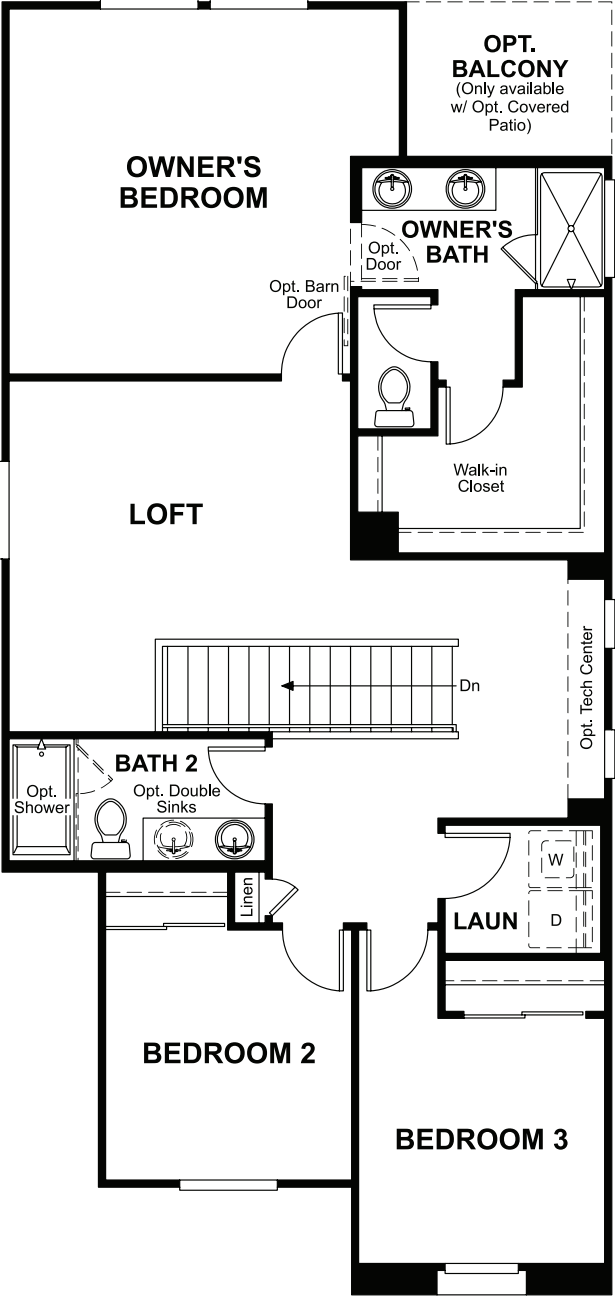 OPT.
BALCONY
(Only available
w/ Opt. Covered
Patio)
OWNER'S
BEDROOM
OWNER'S
BATH
Opt.
Door
Opt. Barn
Door
Walk-in
Closet
LOFT
Opt. Tech Center
Dn
BATH 2
Opt.
Shower
Opt. Double
Sinks
Linen
W
D
LAUN
BEDROOM 2
BEDROOM 3